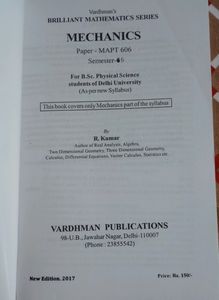 Vardhman's
BRILLIANT MATHEMATICS SERIES
MECHANICS
Paper - MAPT 606
Semester-6
For B.Sc. Physical Science
students of Delhi University
(As per new Syllabus)
This book covers only Mechanics part of the syllabus
By
R. Kumar
Author of Real Analysis, Algebra,
Two Dimensional Geometry, Three Dimensional Geometry,
Calculus, Differential Equations, Vector Calculus, Statistics etc.
VARDHMAN PUBLICATIONS
98-U.B., Jawahar Nagar, Delhi-110007
(Phone : 23855542)
New Edition, 2017
Price: Rs. 150/-